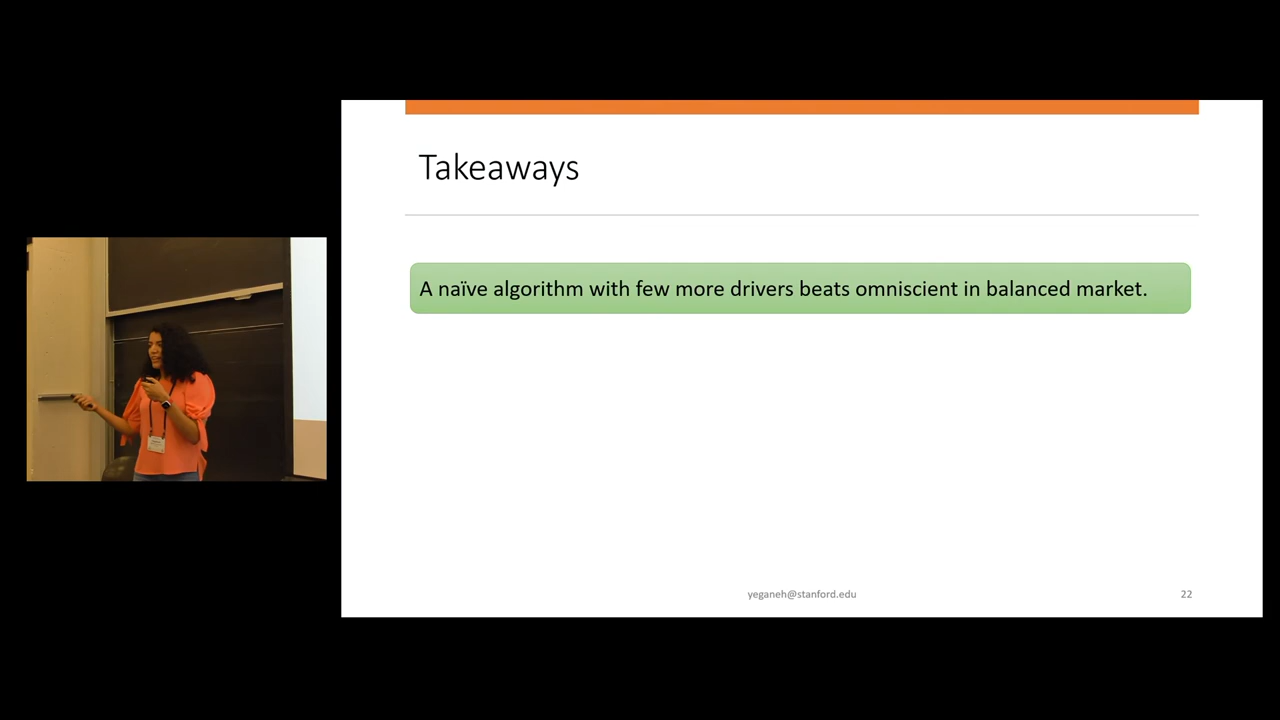 Takeaways
A naïve algorithm with few more drivers beats omniscient in balanced market.
yeganeh@stanford.edu
22